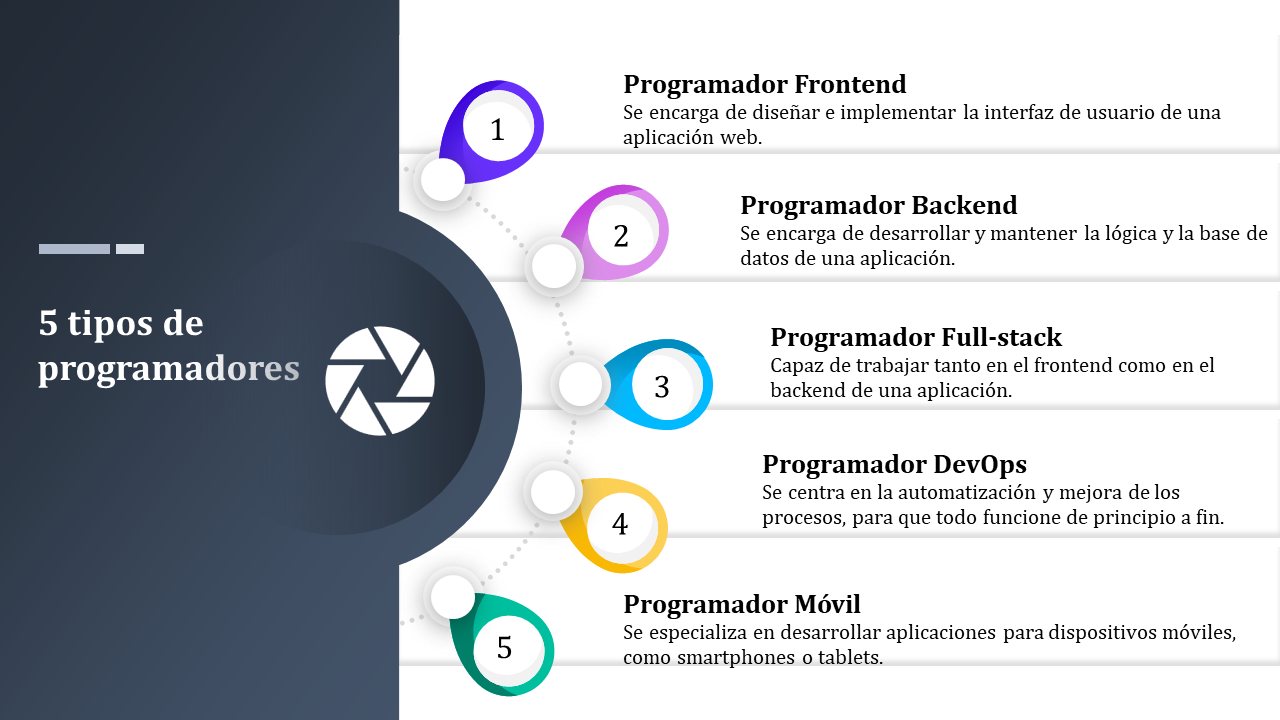 5 tipos de
programadores
1
Programador Frontend
Se encarga de diseñar e implementar la interfaz de usuario de una
aplicación web.
2
Programador Backend
Se encarga de desarrollar y mantener la lógica y la base de
datos de una aplicación.
3
Programador Full-stack
Capaz de trabajar tanto en el frontend como en el
backend de una aplicación.
4
Programador DevOps
Se centra en la automatización y mejora de los
procesos, para que todo funcione de principio a fin.
5
Programador Móvil
Se especializa en desarrollar aplicaciones para dispositivos móviles,
como smartphones o tablets.